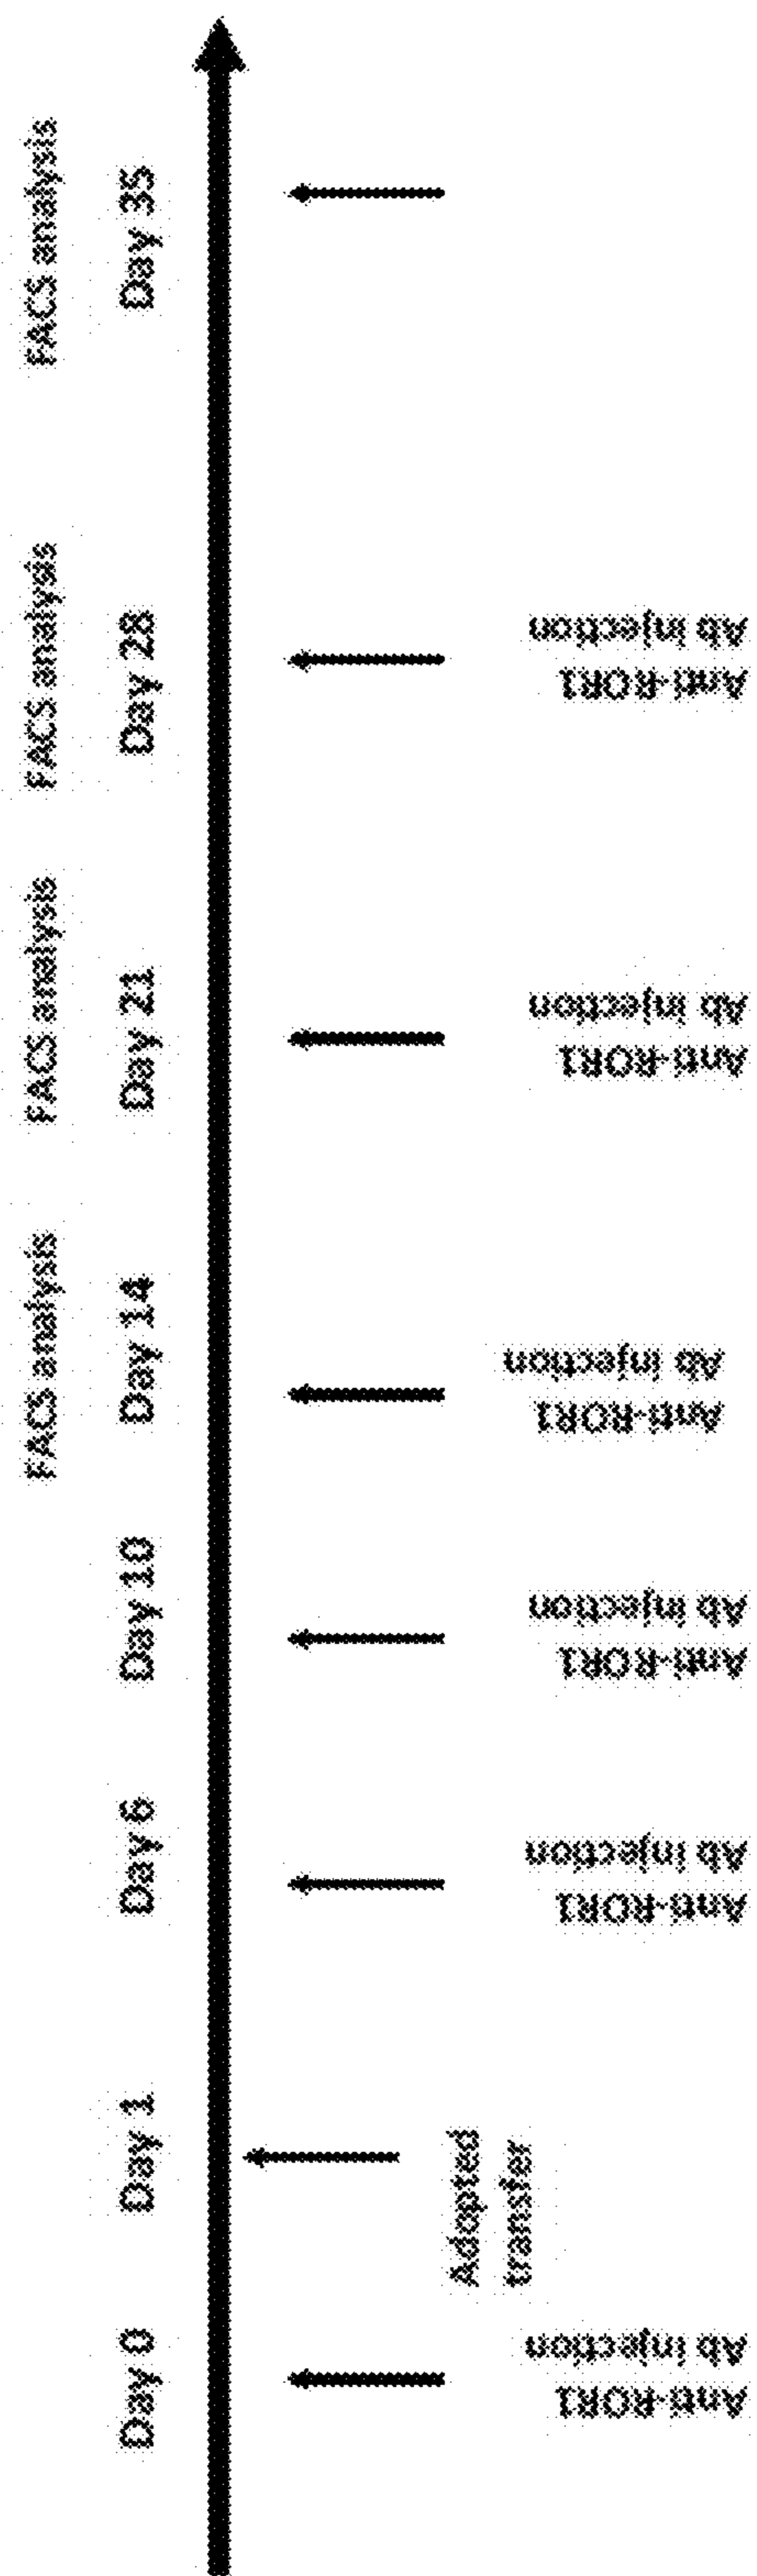 FACS analysis
FACS analysis
FACS analysis
FACS analysis
Day 0
Day 1
Day 6
Day 10
Day 14
Day 21
Day 28
Day 35
Adopted
transfer
Anti-ROR1
Ab injection
Anti-ROR1
Ab injection
Anti-ROR1
Ab injection
Anti-ROR1
Ab injection
Anti-ROR1
Ab injection
Anti-ROR1
Ab injection